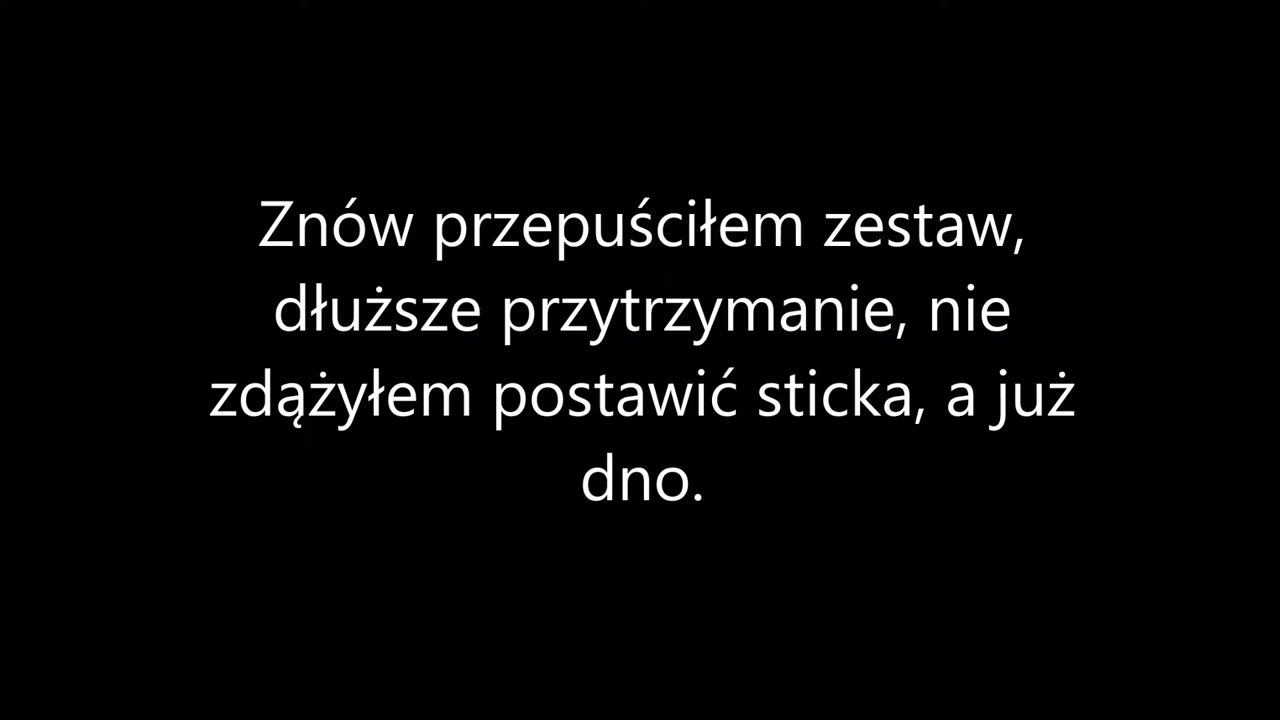 Znów przepuściłem zestaw,
dłuższe przytrzymanie, nie
zdążyłem postawić sticka, a już
dno.